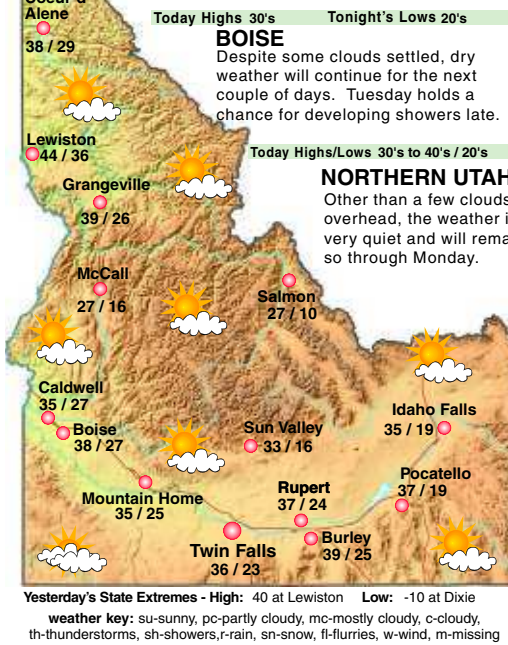 Alene
38 / 29
Today Highs 30's Tonight's Lows 20's
BOISE
Despite some clouds settled, dry
weather will continue for the next
couple of days. Tuesday holds a
chance for developing showers late.
Lewiston
44 / 36
Today Highs/Lows 30's to 40's / 20's
NORTHERN UTAH
Other than a few clouds
overhead, the weather
very quiet and will
so through Monday.
Grangeville
39 / 26
McCall
27 / 16
Salmon
27 / 10
Caldwell
35 / 27
Boise
38 / 27
Sun Valley
33 / 16
Idaho Falls
35 / 19
Mountain Home
35 / 25
Rupert
37 / 24
Pocatello
37 / 19
Twin Falls
36 / 23
Burley
39 / 25
Yesterday's State Extremes - High: 40 at Lewiston Low: -10 at Dixie
weather key: su-sunny, pc-partly cloudy, mc-mostly cloudy, c-cloudy,
th-thunderstorms, sh-showers,r-rain, sn-snow, fl-flurries, w-wind, m-missing